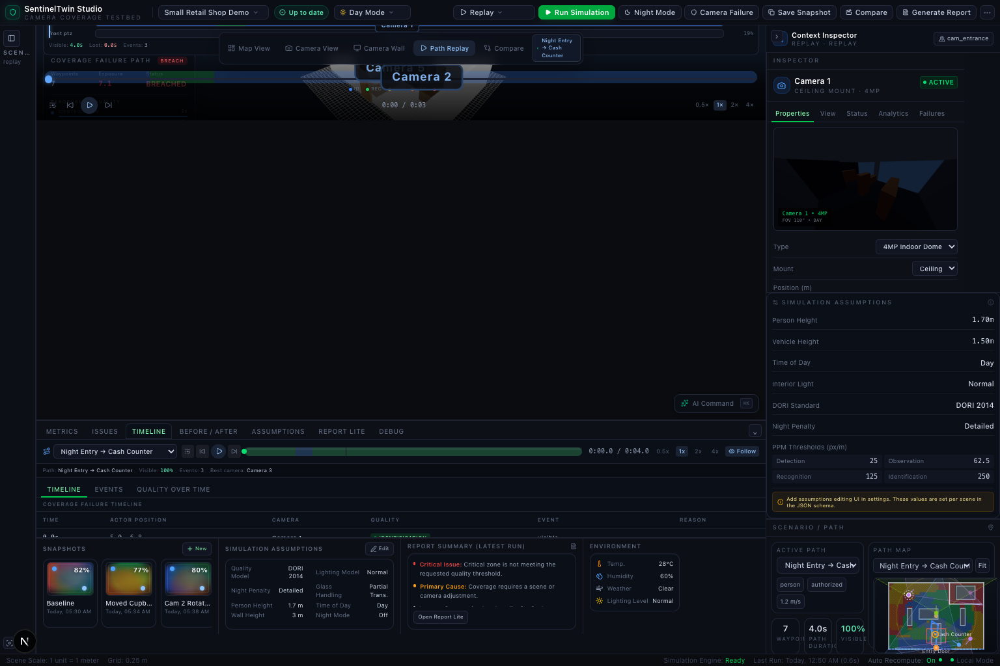 SentinelTwin Studio
CAMERA COVERAGE TESTBED
Small Retail Shop Demo
Up to date
Day Mode
Replay
Run Simulation
Night Mode
Camera Failure
Save Snapshot
Compare
Generate Report
SCEN...
replay
ront ptz
19%
Visible: 4.0s Lost: 0.0s Events: 3
Camera 1
Map View
Camera View
Camera Wall
Path Replay
Compare
Night Entry
→ Cash
Counter
COVERAGE FAILURE PATH
BREACH
Waypoints Exposure Status
7 7.1 BREACHED
Camera 5
Camera 2
REC
0:00 / 0:03
0.5x 1x 2x 4x
AI Command ⌘K
METRICS
ISSUES
TIMELINE
BEFORE / AFTER
ASSUMPTIONS
REPORT LITE
DEBUG
Night Entry → Cash Counter
0:00.0 / 0:04.0
0.5x 1x 2x 4x
Follow
Path: Night Entry → Cash Counter Visible: 100% Events: 3 Best camera: Camera 3
TIMELINE
EVENTS
QUALITY OVER TIME
COVERAGE FAILURE TIMELINE
TIME ACTOR POSITION CAMERA QUALITY EVENT REASON
0.0s 5.0, 6.8 Camera 1 IDENTIFICATION visible
SNAPSHOTS
New
82%
Baseline
Today, 05:30 AM
77%
Moved Cupb...
Today, 05:34 AM
80%
Cam 2 Rotat...
Today, 05:38 AM
SIMULATION ASSUMPTIONS
Edit
Quality Model DORI 2014
Lighting Model Normal
Night Penalty Detailed
Glass Handling Partial Trans.
Person Height 1.7 m
Time of Day Day
Wall Height 3 m
Night Mode Off
REPORT SUMMARY (LATEST RUN)
Critical Issue: Critical zone is not meeting the
requested quality threshold.
Primary Cause: Coverage requires a scene or
camera adjustment.
Open Report Lite
ENVIRONMENT
Temp. 28°C
Humidity 60%
Weather Clear
Lighting Level Normal
Context Inspector
REPLAY · REPLAY
cam_entrance
INSPECTOR
Camera 1
CEILING MOUNT · 4MP
ACTIVE
Properties
View
Status
Analytics
Failures
Camera 1 • 4MP
FOV 110° • DAY
Type 4MP Indoor Dome
Mount Ceiling
Position (m)
SIMULATION ASSUMPTIONS
Person Height 1.70m
Vehicle Height 1.50m
Time of Day Day
Interior Light Normal
DORI Standard DORI 2014
Night Penalty Detailed
PPM Thresholds (px/m)
Detection 25
Observation 62.5
Recognition 125
Identification 250
Add assumptions editing UI in settings. These values are set per scene in
the JSON schema.
SCENARIO / PATH
ACTIVE PATH
Night Entry → Cash
person
authorized
1.2 m/s
7
WAYPOI
4.0s
PATH
DURATIO
100%
VISIBLE
PATH MAP
Night Entry → Cash Coun
Fit
Cash Counter
Entry Door
N
Scene Scale: 1 unit = 1 meter Grid: 0.25 m
Simulation Engine: Ready Last Run: Today, 12:50 AM (0.6s) Auto Recompute: On Local Mode